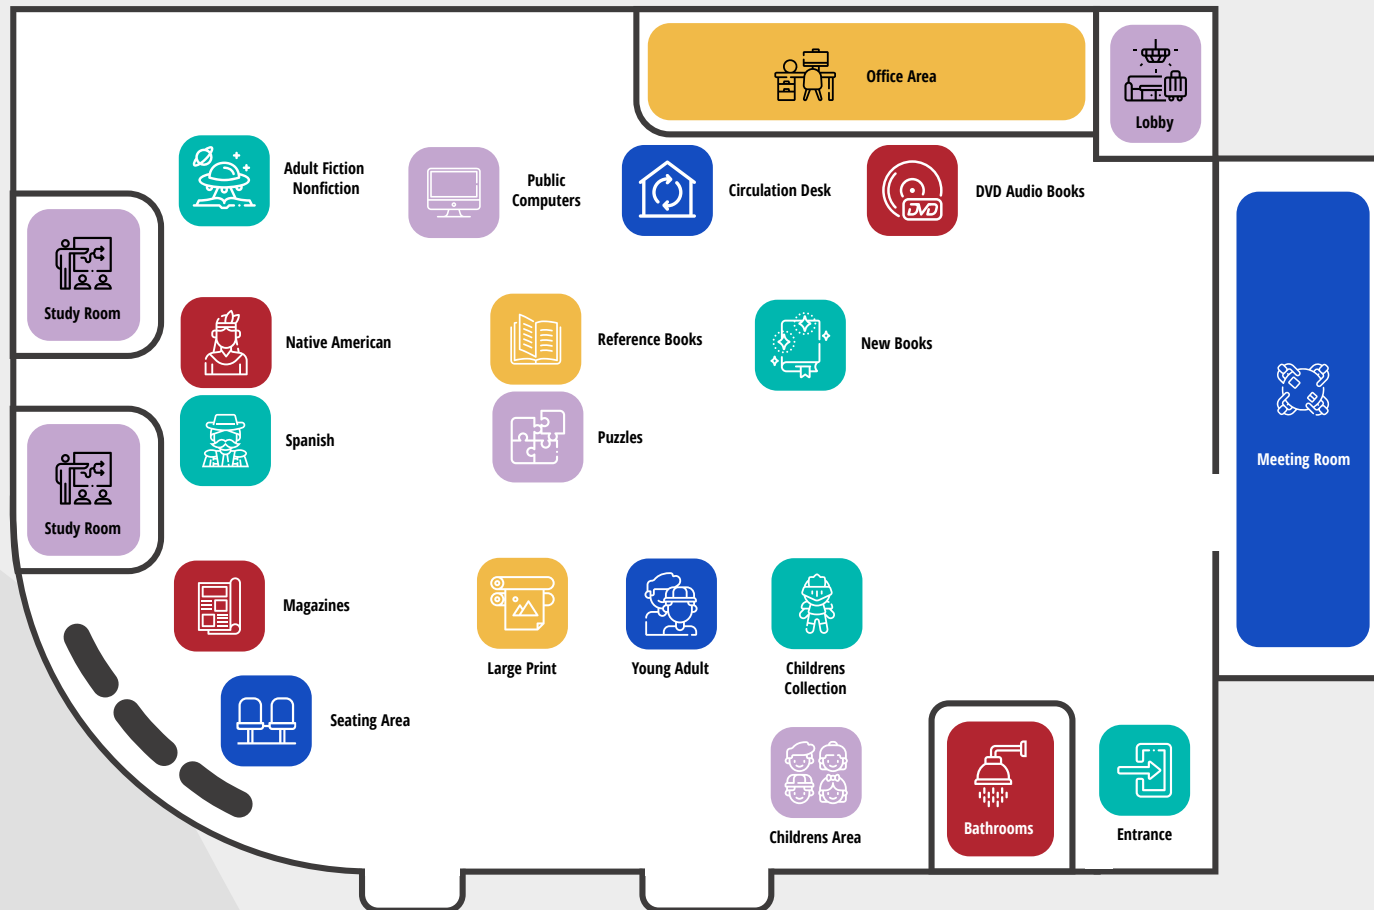 Office Area
Lobby
Adult Fiction
Nonfiction
Public
Computers
Circulation Desk
DVD
DVD Audio Books
Study Room
Native American
Reference Books
New Books
Spanish
Puzzles
Meeting Room
Study Room
Magazines
Large Print
Young Adult
Childrens
Collection
Seating Area
Childrens Area
Bathrooms
Entrance